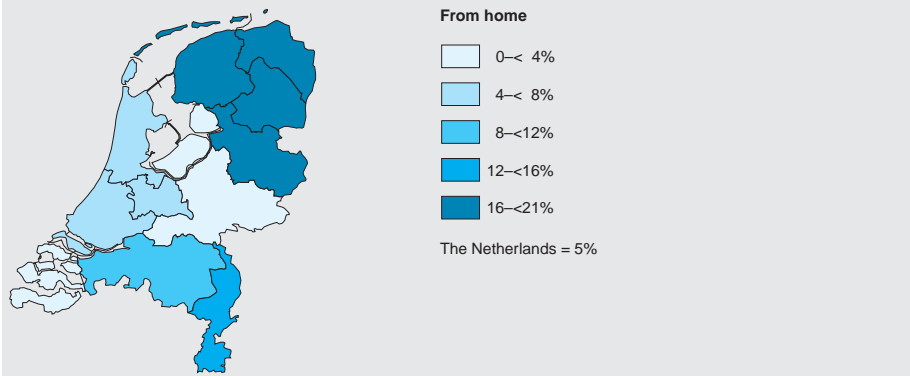 From home
0–< 4%
4–< 8%
8–<12%
12–<16%
16–<21%
The Netherlands = 5%